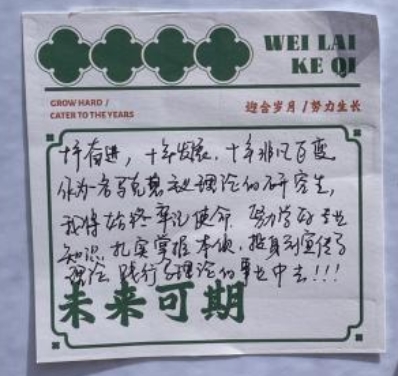 WEI LAI
KE QI
GROW HARD /
CATER TO THE YEARS
迎合岁月 / 努力生长
十年奋进，十年发展，十年非凡百变
作为一名马克思主义理论的研究生，
我将始终牢记使命，努力学好专业
知识，扎实掌握本领，投身到宣传马
理论 践行马理论的事业中去!!!
未来可期